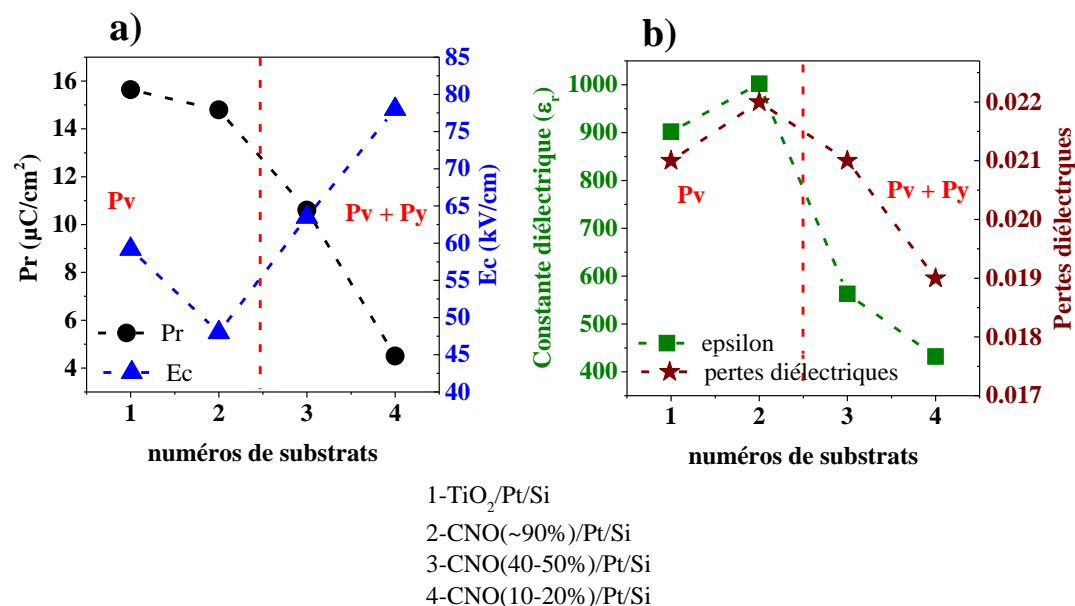 a)
16
14
12
10
8
6
4
Pr (µC/cm²)
85
80
75
70
65
60
55
50
45
40
Ec (kV/cm)
Pv
Pv + Py
Pr
Ec
1 2 3 4
numéros de substrats
b)
1000
900
800
700
600
500
400
Constante diélectrique (εᵣ)
0.022
0.021
0.020
0.019
0.018
0.017
Pertes diélectrques
Pv
Pv + Py
epsilon
pertes diélectriques
1 2 3 4
numéros de substrats
1-TiO₂/Pt/Si
2-CNO(~90%)/Pt/Si
3-CNO(40-50%)/Pt/Si
4-CNO(10-20%)/Pt/Si